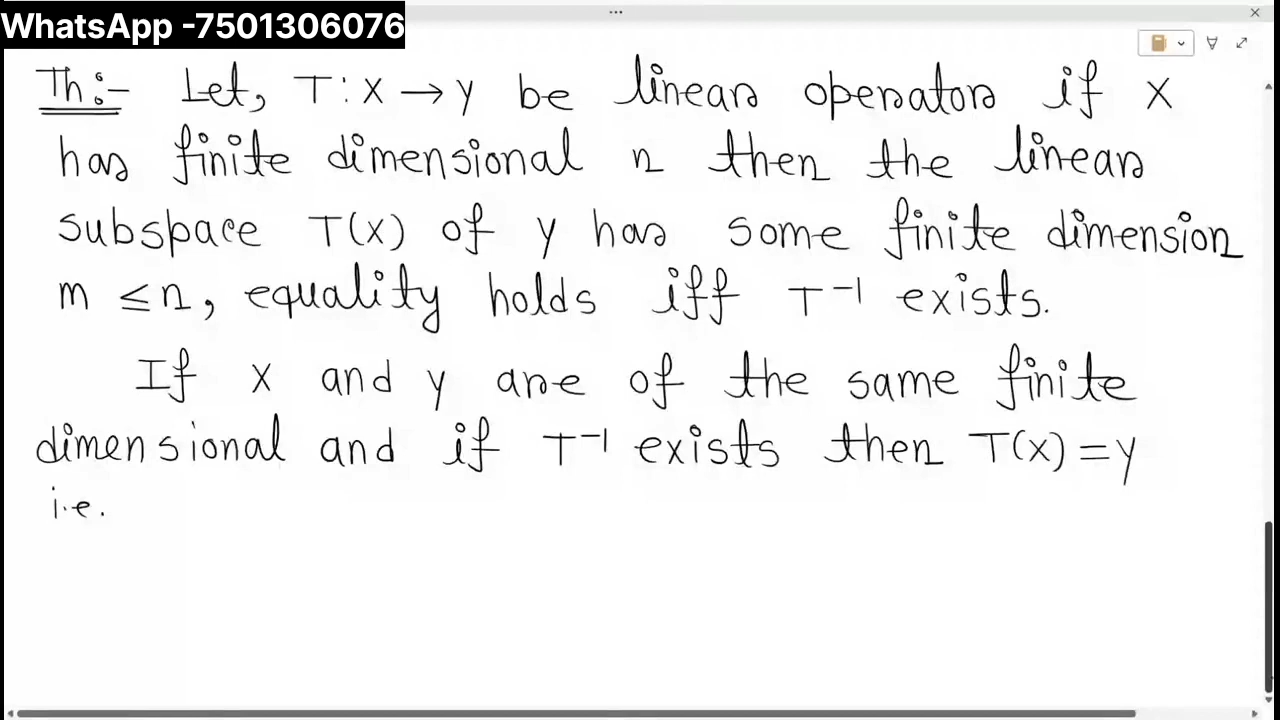 WhatsApp -7501306076
Th:- Let, T: X → Y be linear operator if X
has finite dimensional n then the linear
subspace T(X) of Y has some finite dimension
m ≤ n, equality holds iff T⁻¹ exists.
If X and Y are of the same finite
dimensional and if T⁻¹ exists then T(X) = Y
i.e.